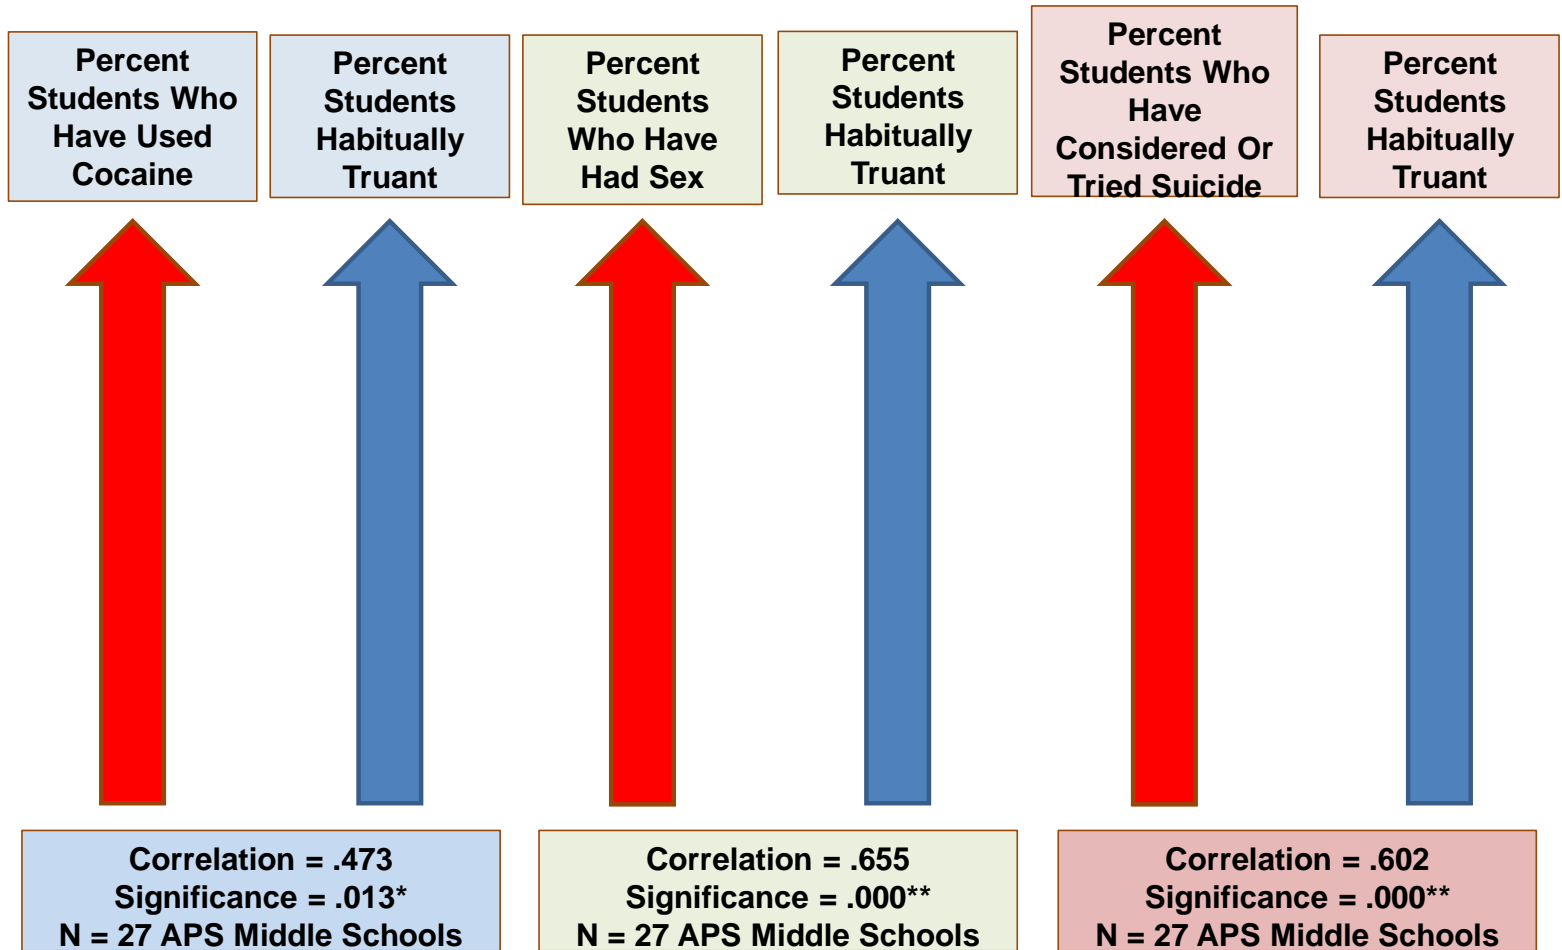 Percent
Students Who
Have Used
Cocaine
Percent
Students
Habitually
Truant
Percent
Students
Who Have
Had Sex
Percent
Students
Habitually
Truant
Percent
Students Who
Have
Considered Or
Tried Suicide
Percent
Students
Habitually
Truant
Correlation = .473
Significance = .013*
N = 27 APS Middle Schools
Correlation = .655
Significance = .000**
N = 27 APS Middle Schools
Correlation = .602
Significance = .000**
N = 27 APS Middle Schools